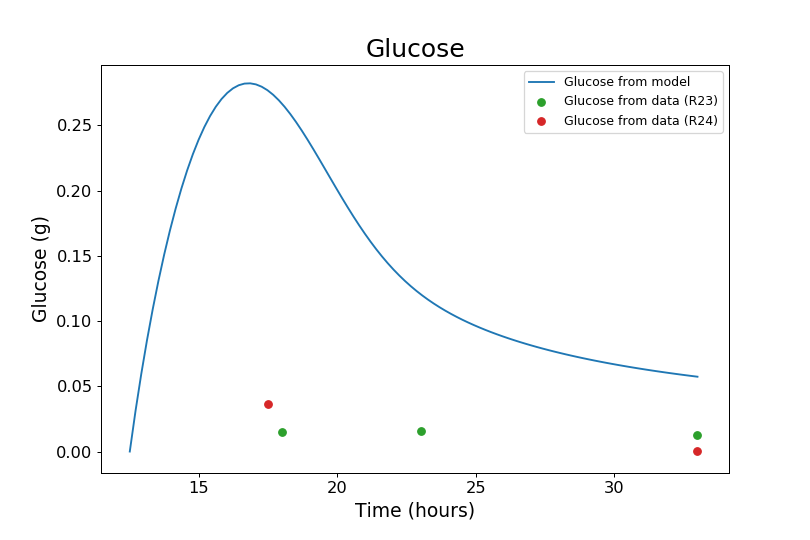 Glucose
Glucose from model
Glucose from data (R23)
Glucose from data (R24)
0.25
0.20
0.15
0.10
0.05
0.00
Glucose (g)
15
20
25
30
Time (hours)